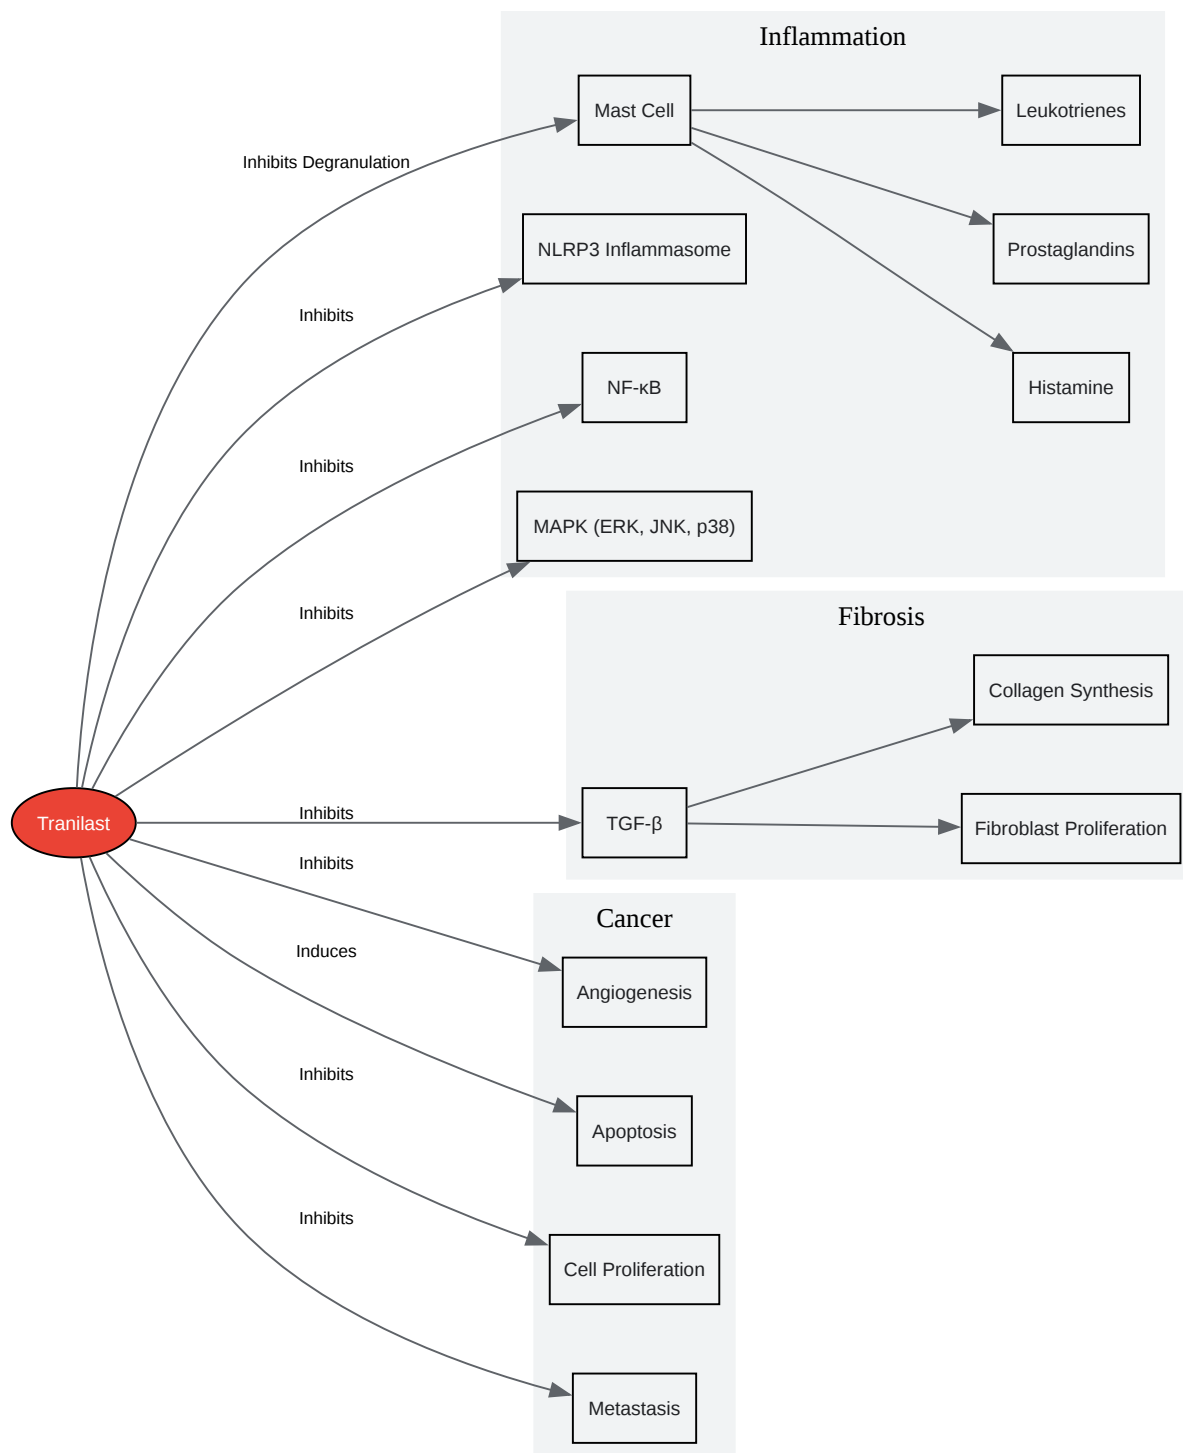 Inflammation
Mast Cell
Leukotrienes
Inhibits Degranulation
NLRP3 Inflammasome
Prostaglandins
Inhibits
NF-κB
Histamine
Inhibits
MAPK (ERK, JNK, p38)
Inhibits
Fibrosis
Collagen Synthesis
Tranilast
Inhibits
TGF-β
Fibroblast Proliferation
Inhibits
Cancer
Induces
Angiogenesis
Inhibits
Apoptosis
Inhibits
Cell Proliferation
Metastasis